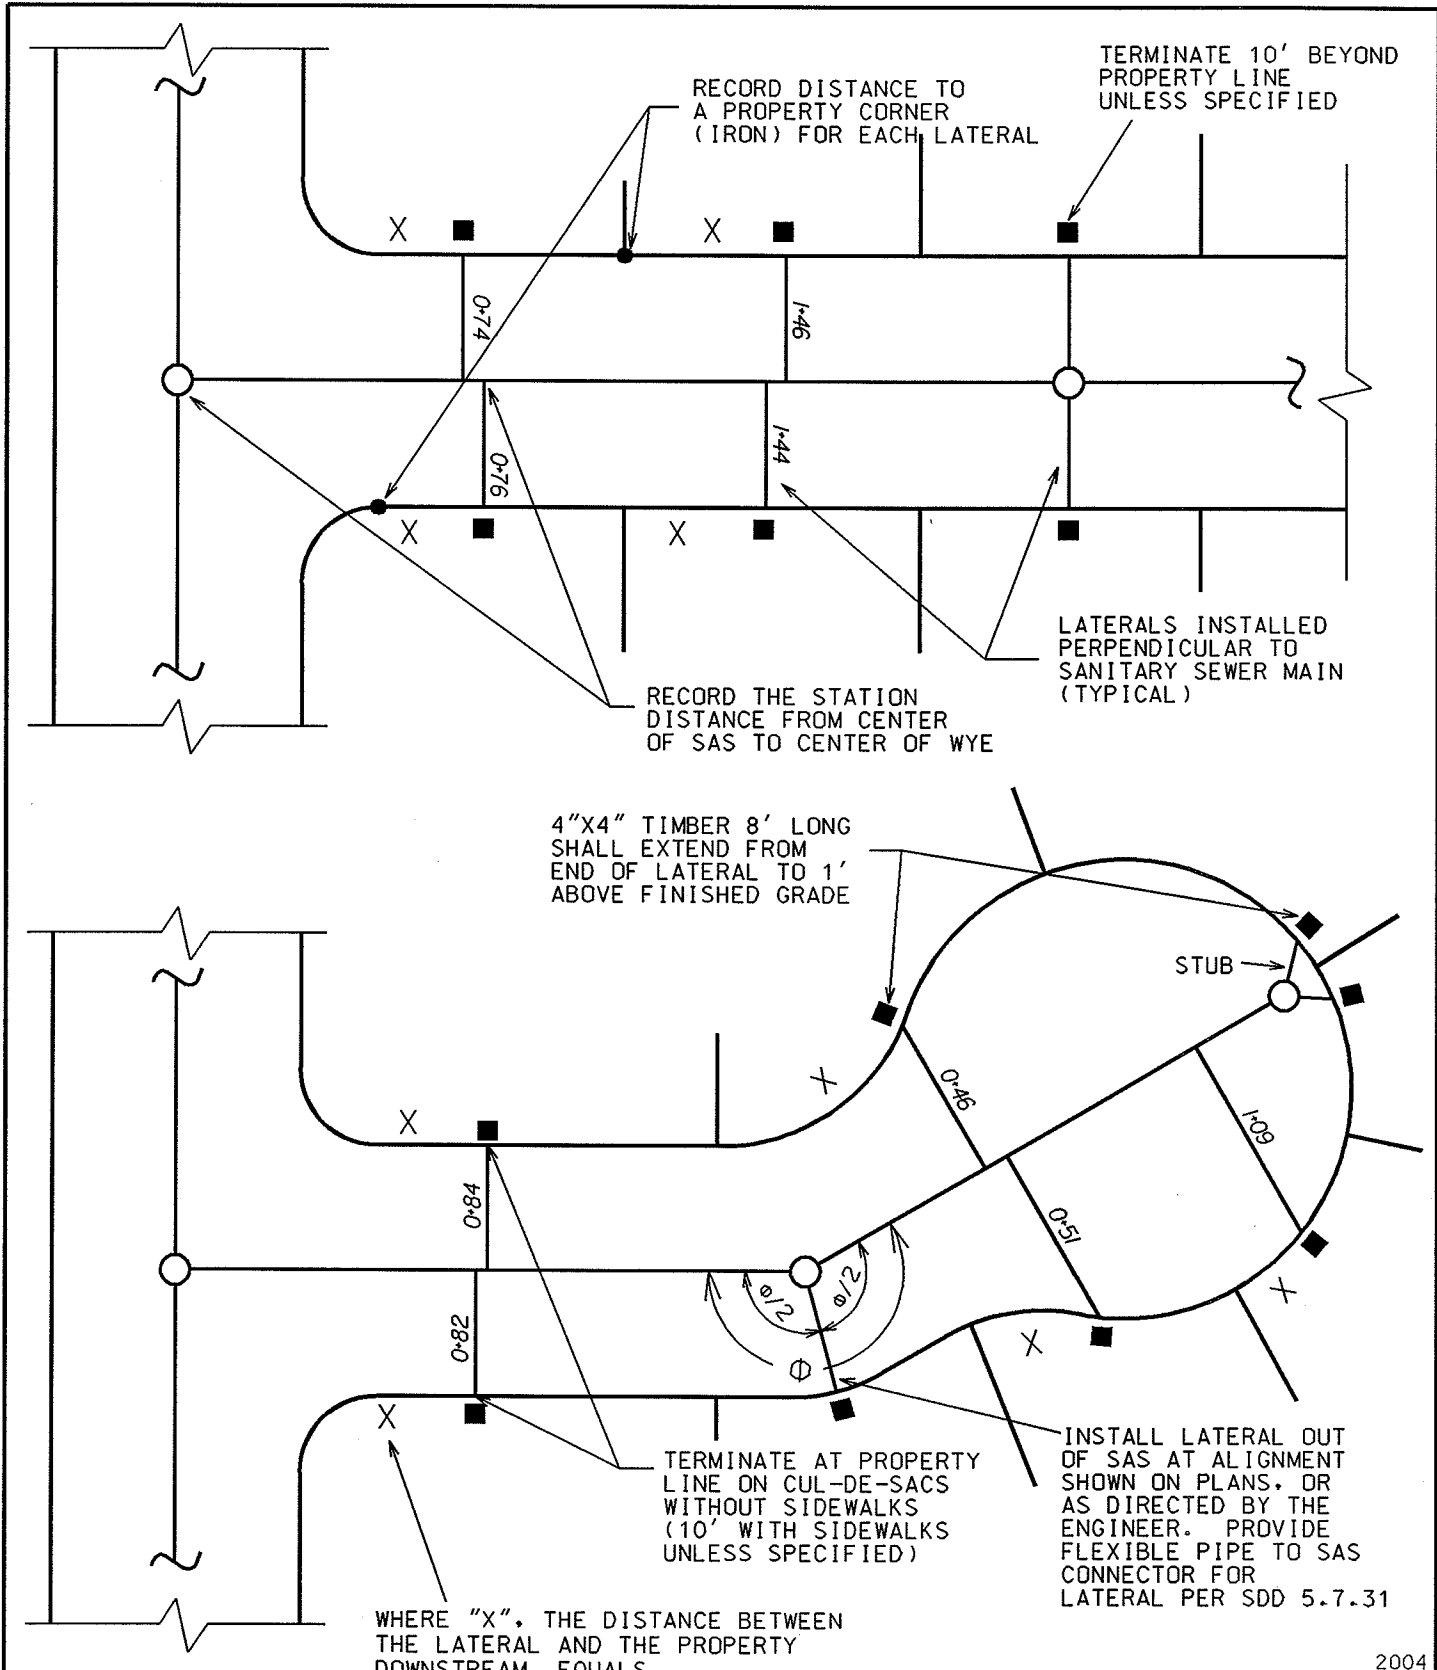 RECORD DISTANCE TO
A PROPERTY CORNER
(IRON) FOR EACH LATERAL
TERMINATE 10' BEYOND
PROPERTY LINE
UNLESS SPECIFIED
X
X
0+74
1+46
0+76
1+44
X
X
LATERALS INSTALLED
PERPENDICULAR TO
SANITARY SEWER MAIN
(TYPICAL)
RECORD THE STATION
DISTANCE FROM CENTER
OF SAS TO CENTER OF WYE
4"X4" TIMBER 8' LONG
SHALL EXTEND FROM
END OF LATERAL TO 1'
ABOVE FINISHED GRADE
STUB
X
X
0+46
1+09
0+84
0+51
0+82
Φ/2
Φ/2
Φ
X
X
X
TERMINATE AT PROPERTY
LINE ON CUL-DE-SACS
WITHOUT SIDEWALKS
(10' WITH SIDEWALKS
UNLESS SPECIFIED)
INSTALL LATERAL OUT
OF SAS AT ALIGNMENT
SHOWN ON PLANS, OR
AS DIRECTED BY THE
ENGINEER. PROVIDE
FLEXIBLE PIPE TO SAS
CONNECTOR FOR
LATERAL PER SDD 5.7.31
WHERE "X", THE DISTANCE BETWEEN
THE LATERAL AND THE PROPERTY
DOWNSTREAM, EQUALS
2004